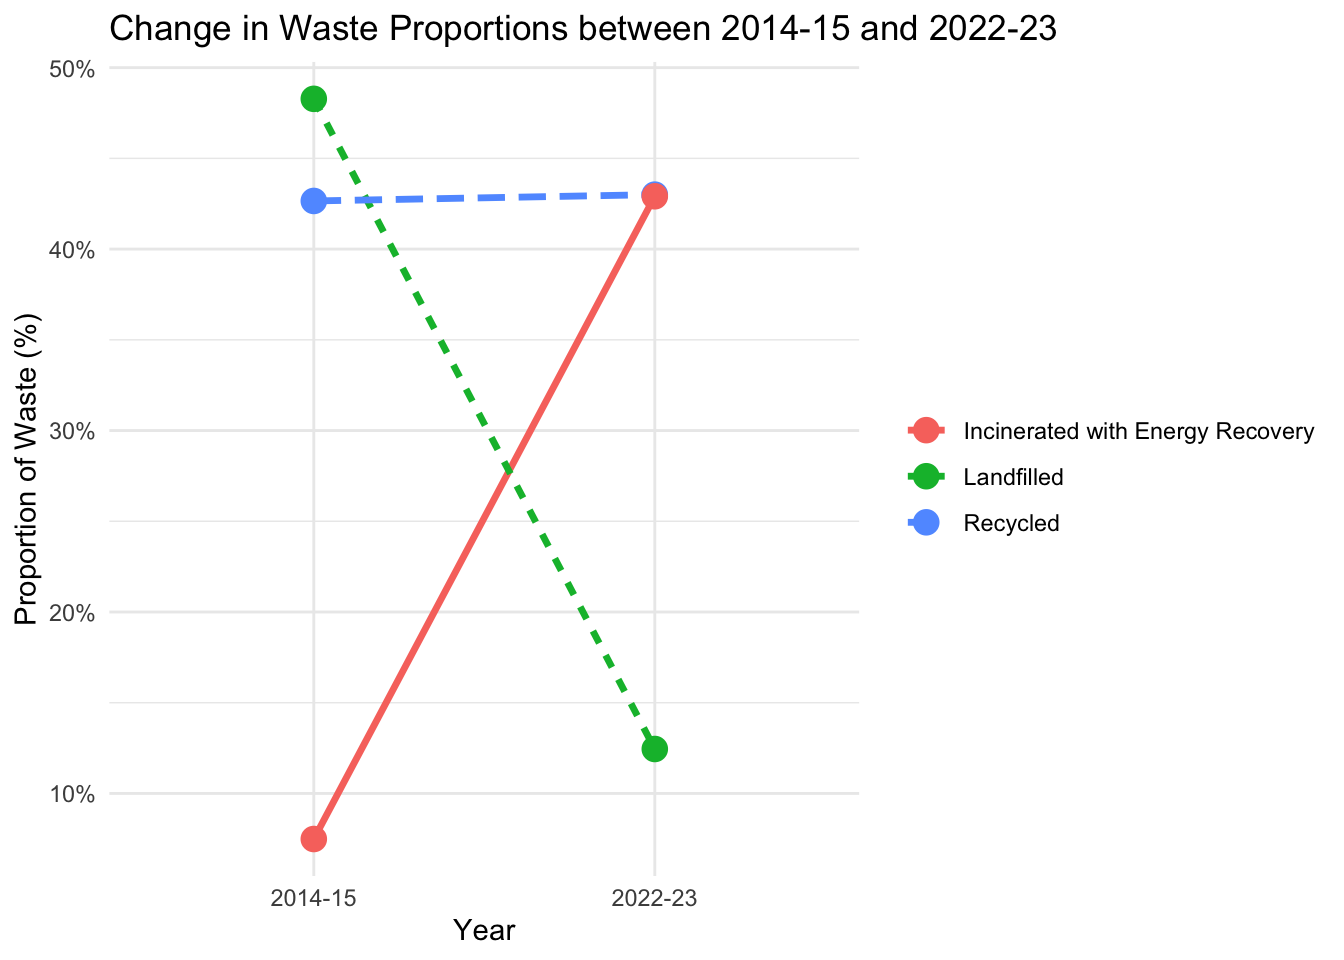 Change in Waste Proportions between 2014-15 and 2022-23
50%
40%
30%
20%
10%
Proportion of Waste (%)
2014-15 2022-23
Year
Incinerated with Energy Recovery
Landfilled
Recycled